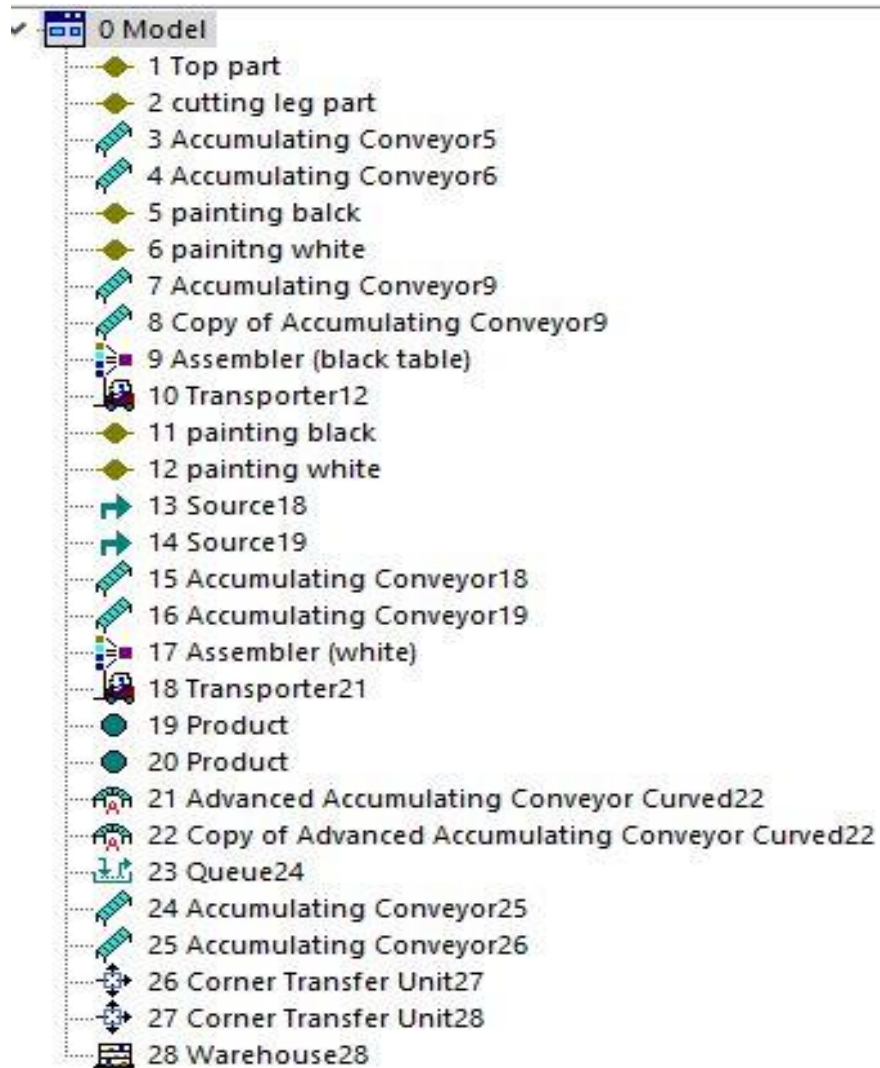 0 Model
1 Top part
2 cutting leg part
3 Accumulating Conveyor5
4 Accumulating Conveyor6
5 painting balck
6 painitng white
7 Accumulating Conveyor9
8 Copy of Accumulating Conveyor9
9 Assembler (black table)
10 Transporter12
11 painting black
12 painting white
13 Source18
14 Source19
15 Accumulating Conveyor18
16 Accumulating Conveyor19
17 Assembler (white)
18 Transporter21
19 Product
20 Product
21 Advanced Accumulating Conveyor Curved22
22 Copy of Advanced Accumulating Conveyor Curved22
23 Queue24
24 Accumulating Conveyor25
25 Accumulating Conveyor26
26 Corner Transfer Unit27
27 Corner Transfer Unit28
28 Warehouse28